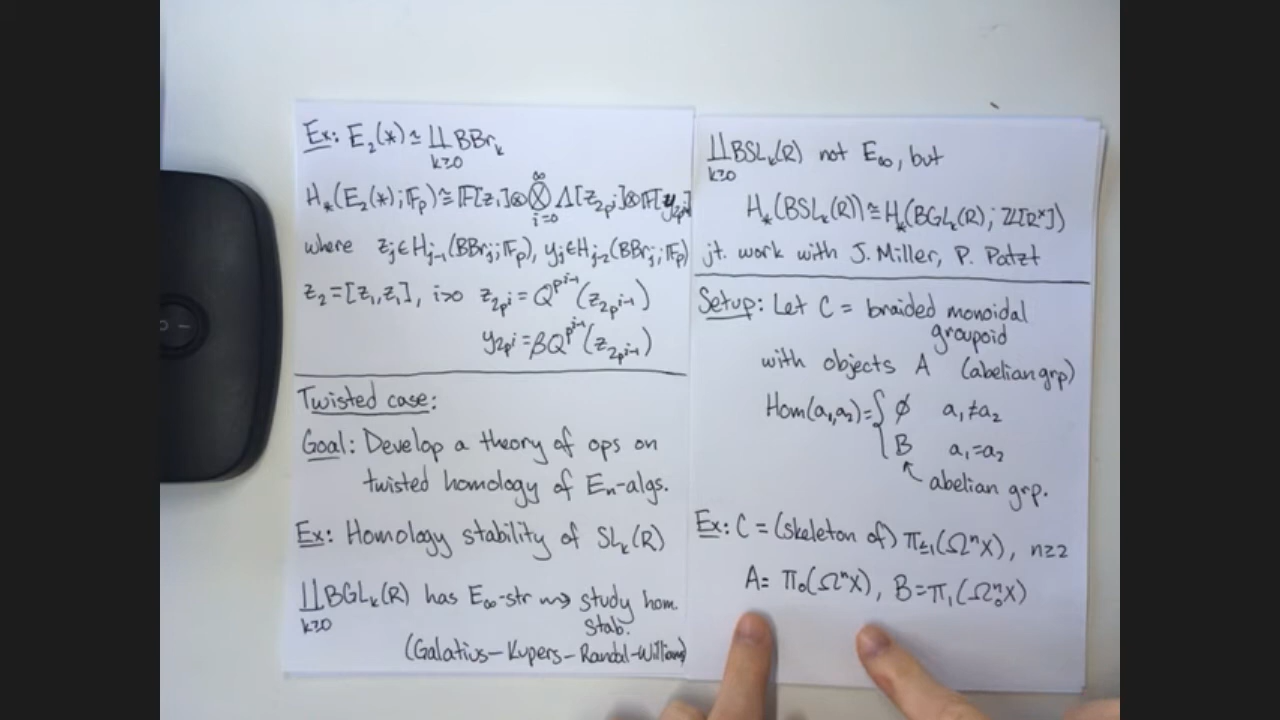 Ex: E₂(*) ≃ ∐_{k≥0} BBr_k
H_*(E₂(*);𝔽_p) ≅ 𝔽[z₁]⊗⊗_{i=0}^∞ Λ[z_{2p^i}]⊗𝔽[y_{2p^i}]
where z_j ∈ H_{j-1}(BBr_j;𝔽_p), y_j ∈ H_{j-2}(BBr_j;𝔽_p)
z₂=[z₁,z₁], i>0 z_{2p^i} = Q^{p^{i-1}}(z_{2p^{i-1}})
y_{2p^i} = βQ^{p^{i-1}}(z_{2p^{i-1}})
Twisted case:
Goal: Develop a theory of ops on
twisted homology of Eₙ-algs.
Ex: Homology stability of SL_k(R)
∐_{k≥0} BGL_k(R) has E_∞-str ⇝ study hom.
stab.
(Galatius–Kupers–Randal-Williams)
∐_{k≥0} BSL_k(R) not E_∞, but
H_*(BSL_k(R)) ≅ H_*(BGL_k(R); ℤ[R^×])
jt. work with J. Miller, P. Patzt
Setup: Let C = braided monoidal
groupoid
with objects A (abelian grp)
Hom(a₁,a₂) = { ∅ a₁≠a₂
B a₁=a₂
↖ abelian grp.
Ex: C = (skeleton of) π_{≤1}(ΩⁿX), n≥2
A = π₀(ΩⁿX), B = π₁(Ω₀ⁿX)